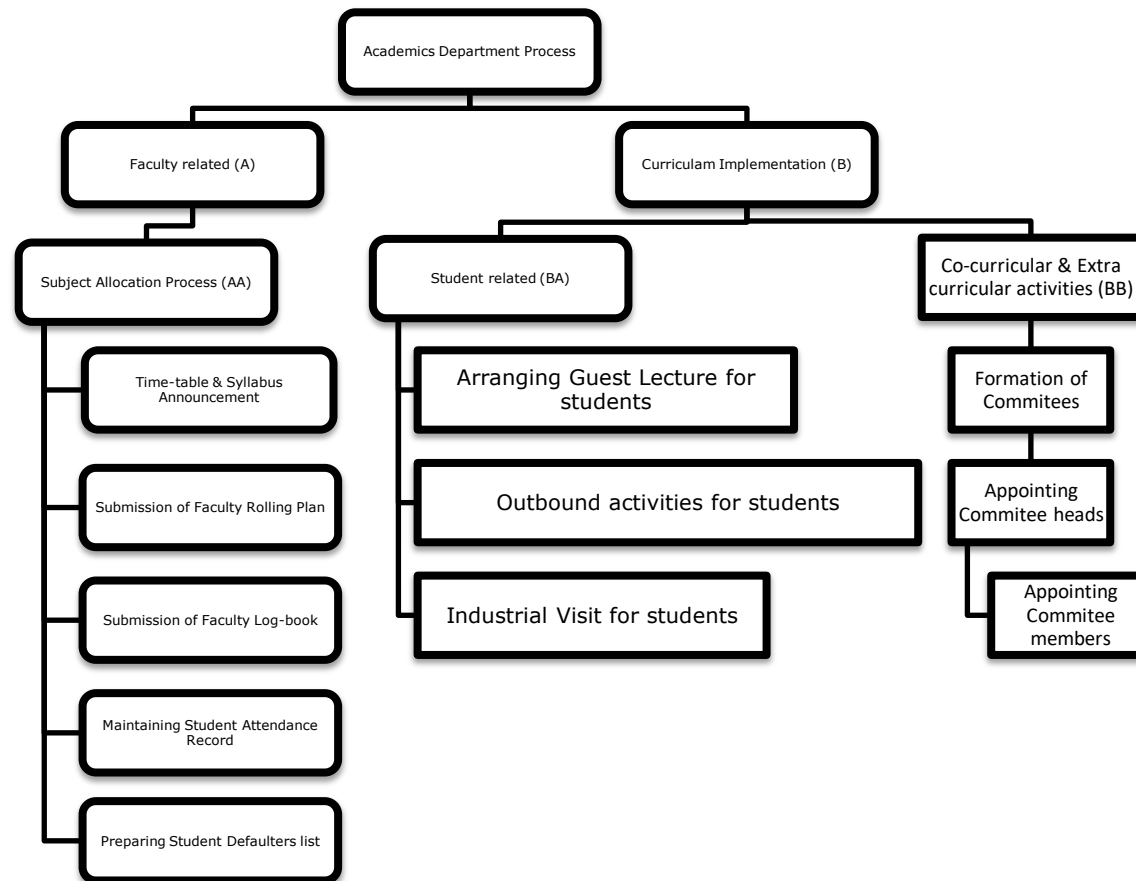 Academics Department Process
Faculty related (A)
Curriculam Implementation (B)
Subject Allocation Process (AA)
Student related (BA)
Co-curricular & Extra
curricular activities (BB)
Time-table & Syllabus
Announcement
Submission of Faculty Rolling Plan
Submission of Faculty Log-book
Maintaining Student Attendance
Record
Preparing Student Defaulters list
Arranging Guest Lecture for
students
Outbound activities for students
Industrial Visit for students
Formation of
Commitees
Appointing
Commitee heads
Appointing
Commitee
members